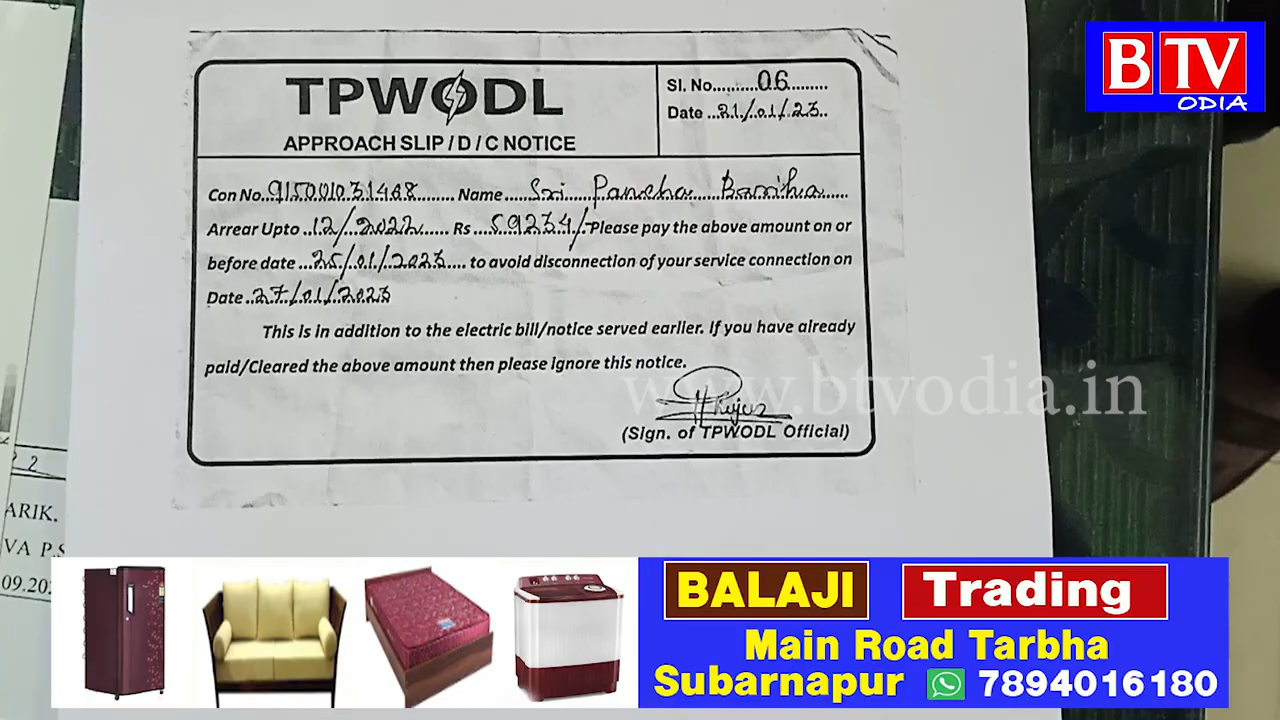 BTV
ODIA
TPWODL
APPROACH SLIP / D / C NOTICE
Sl. No..........06.........
Date ...21/01/23..
Con No.915001031468......... Name .....Sri Pancha Bariha.....
Arrear Upto ..12/2022...... Rs ...59234/- Please pay the above amount on or
before date ...25/01/2023.... to avoid disconnection of your service connection on
Date ..27/01/2023
This is in addition to the electric bill/notice served earlier. If you have already
paid/Cleared the above amount then please ignore this notice.
www.btvodia.in
(Sign. of TPWODL Official)
2
ARIK.
VA P.S
09.202
BALAJI Trading
Main Road Tarbha
Subarnapur 7894016180